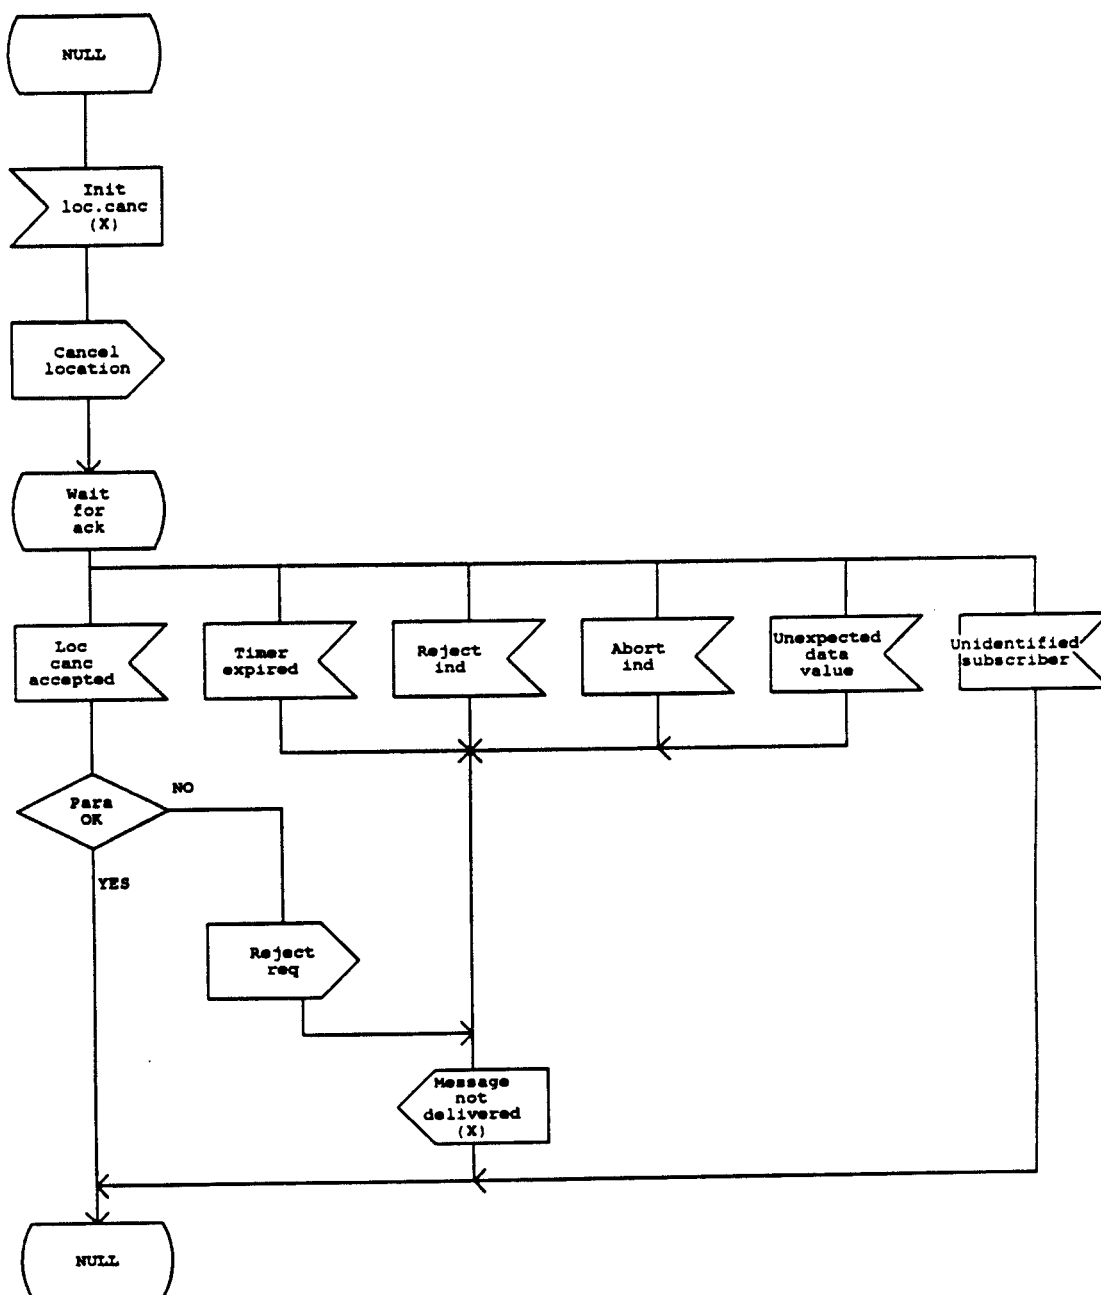 NULL
Init
loc.canc
(X)
Cancel
location
Wait
for
ack
Loc
canc
accepted
Timer
expired
Reject
ind
Abort
ind
Unexpected
data
value
Unidentified
subscriber
Para
OK
NO
YES
Reject
req
Message
not
delivered
(X)
NULL